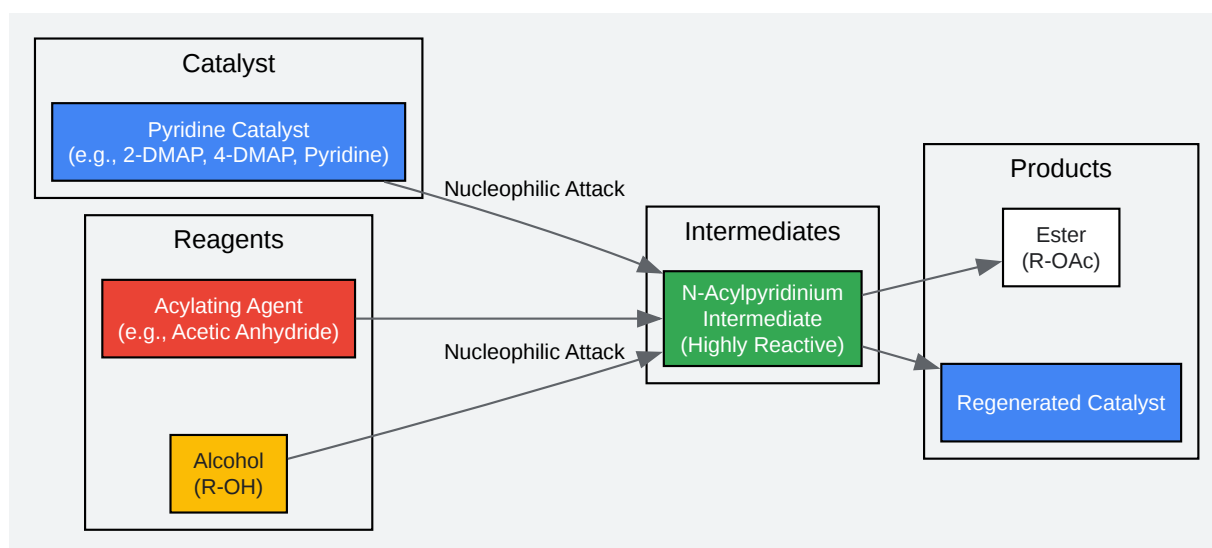 Catalyst
Pyridine Catalyst
(e.g., 2-DMAP, 4-DMAP, Pyridine)
Nucleophilic Attack
Reagents
Acylating Agent
(e.g., Acetic Anhydride)
Nucleophilic Attack
Alcohol
(R-OH)
Intermediates
N-Acylpyridinium
Intermediate
(Highly Reactive)
Products
Ester
(R-OAc)
Regenerated Catalyst